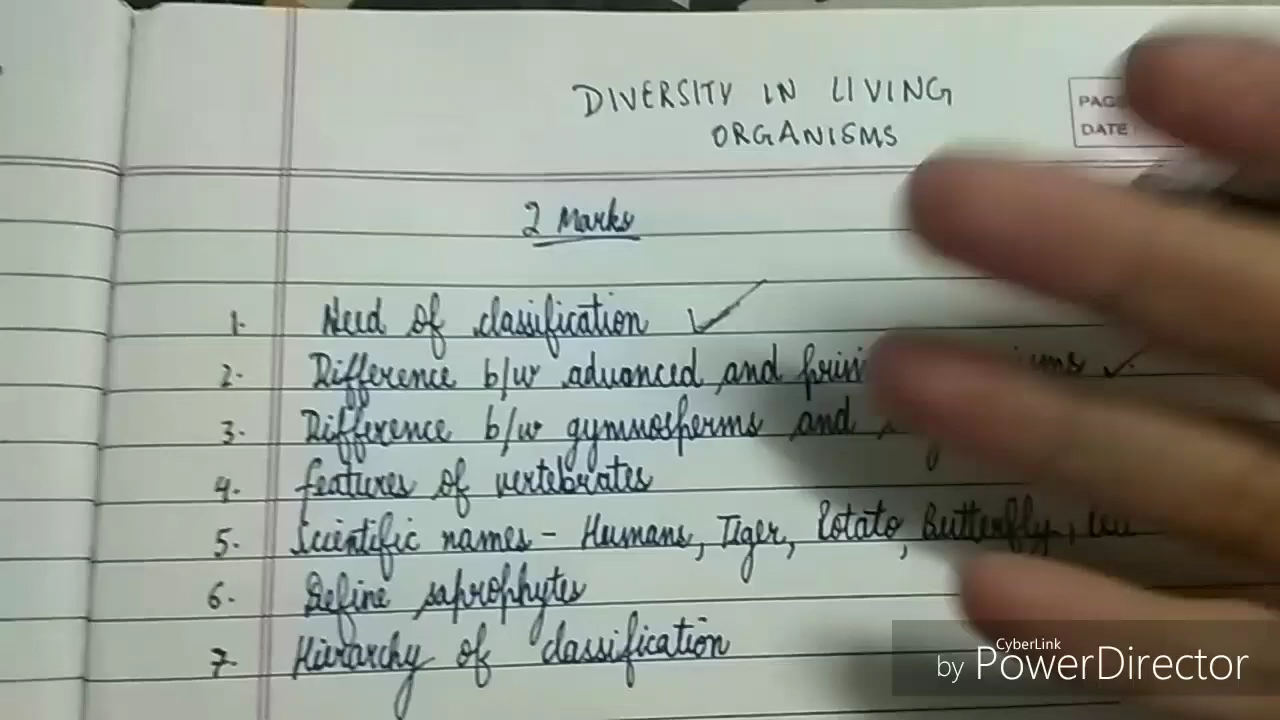 DIVERSITY IN LIVING
ORGANISMS
PAG
DATE
2 Marks
1. Need of classification
2. Difference b/w advanced and
3. Difference b/w gymnosperms and
4. features of vertebrates
5. Scientific names - Humans, Tiger, Potato, Butterfly,
6. Define saprophytes
7. Hierarchy of classification
CyberLink
by PowerDirector